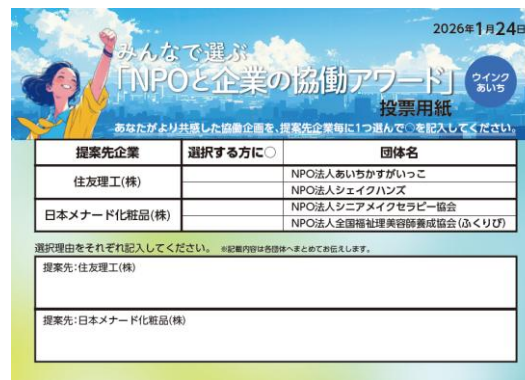 2026年1月24日
みんなで選ぶ
「NPOと企業の協働アワード」
ウインク
あいち
投票用紙
あなたがより共感した協働企画を、提案先企業毎に1つ選んで○を記入してください。
提案先企業 選択する方に○ 団体名
住友理工(株)
NPO法人あいちかすがいっこ
NPO法人シェイクハンズ
日本メナード化粧品(株)
NPO法人シニアメイクセラピー協会
NPO法人全国福祉理美容師養成協会(ふくりび)
選択理由をそれぞれ記入してください。 ※記載内容は各団体へまとめてお伝えします。
提案先:住友理工(株)
提案先:日本メナード化粧品(株)